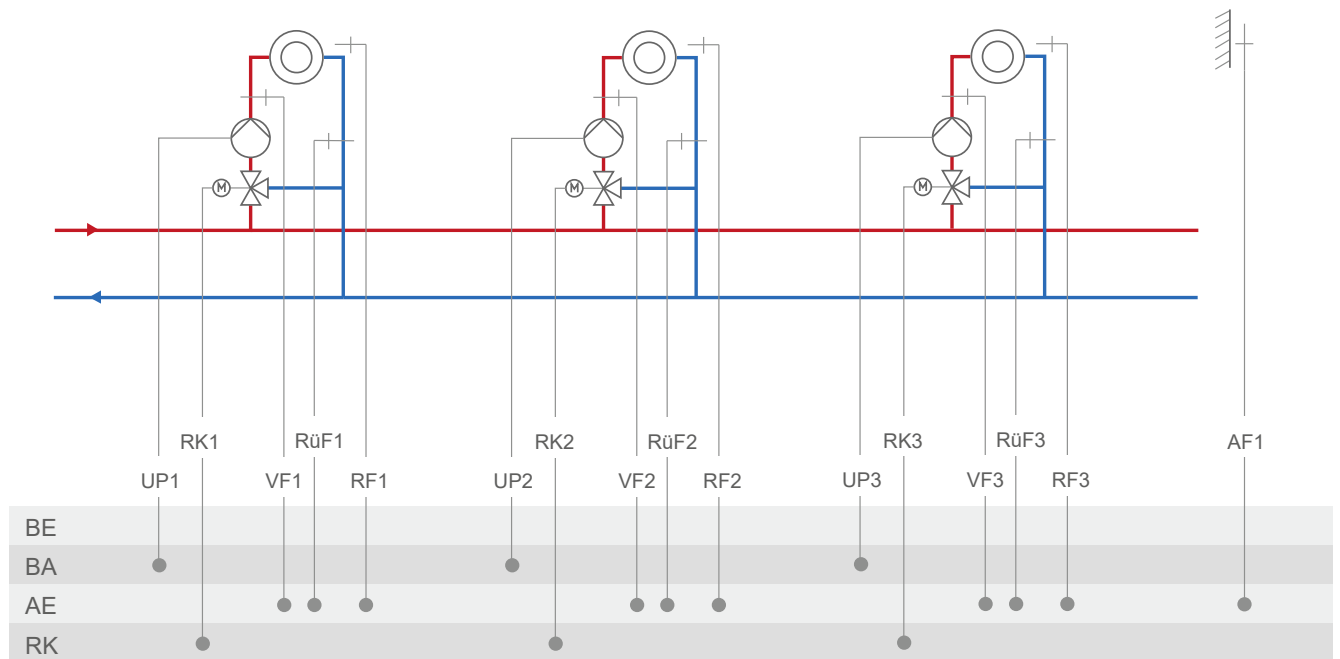 M M M
RK1 RüF1 RK2 RüF2 RK3 RüF3 AF1
UP1 VF1 RF1 UP2 VF2 RF2 UP3 VF3 RF3
BE
BA
AE
RK